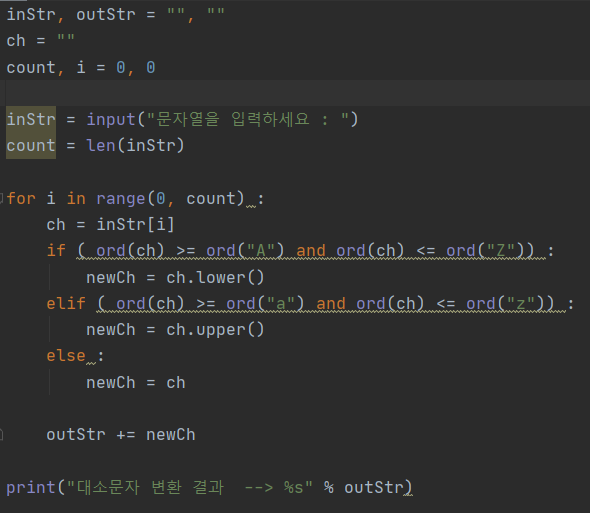 inStr, outStr = "", ""
ch = ""
count, i = 0, 0
inStr = input("문자열을 입력하세요 : ")
count = len(inStr)
for i in range(0, count) :
    ch = inStr[i]
    if ( ord(ch) >= ord("A") and ord(ch) <= ord("Z")) :
        newCh = ch.lower()
    elif ( ord(ch) >= ord("a") and ord(ch) <= ord("z")) :
        newCh = ch.upper()
    else :
        newCh = ch
    outStr += newCh
print("대소문자 변환 결과  --> %s" % outStr)